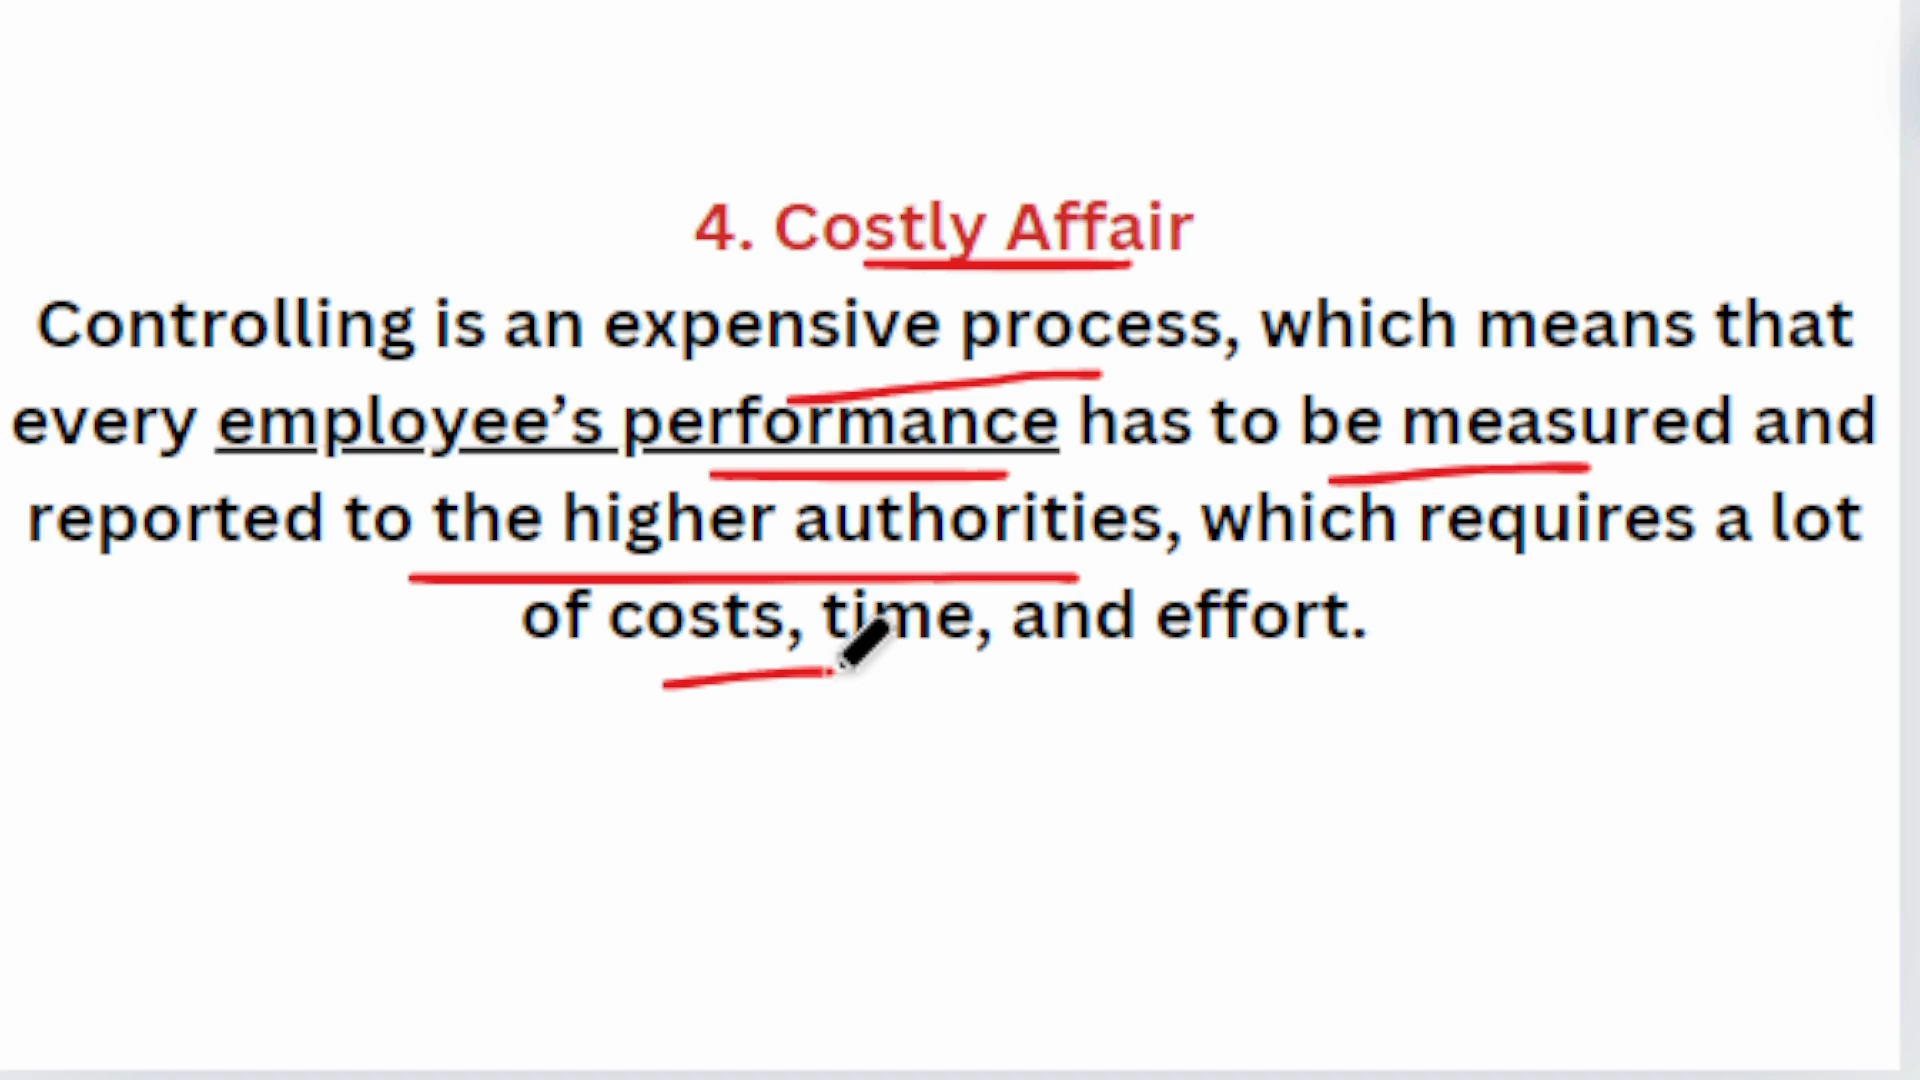 4. Costly Affair
Controlling is an expensive process, which means that
every employee’s performance has to be measured and
reported to the higher authorities, which requires a lot
of costs, time, and effort.